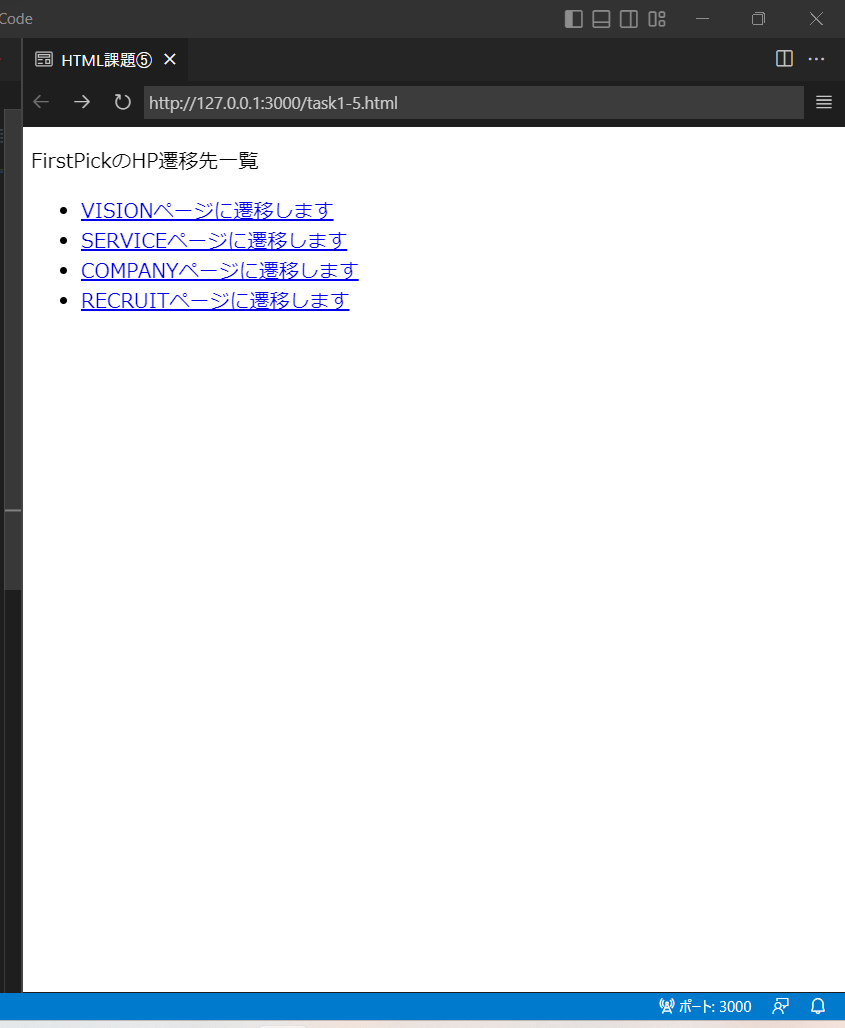 Code
HTML課題⑤
http://127.0.0.1:3000/task1-5.html
FirstPickのHP遷移先一覧
VISIONページに遷移します
SERVICEページに遷移します
COMPANYページに遷移します
RECRUITページに遷移します
ポート: 3000